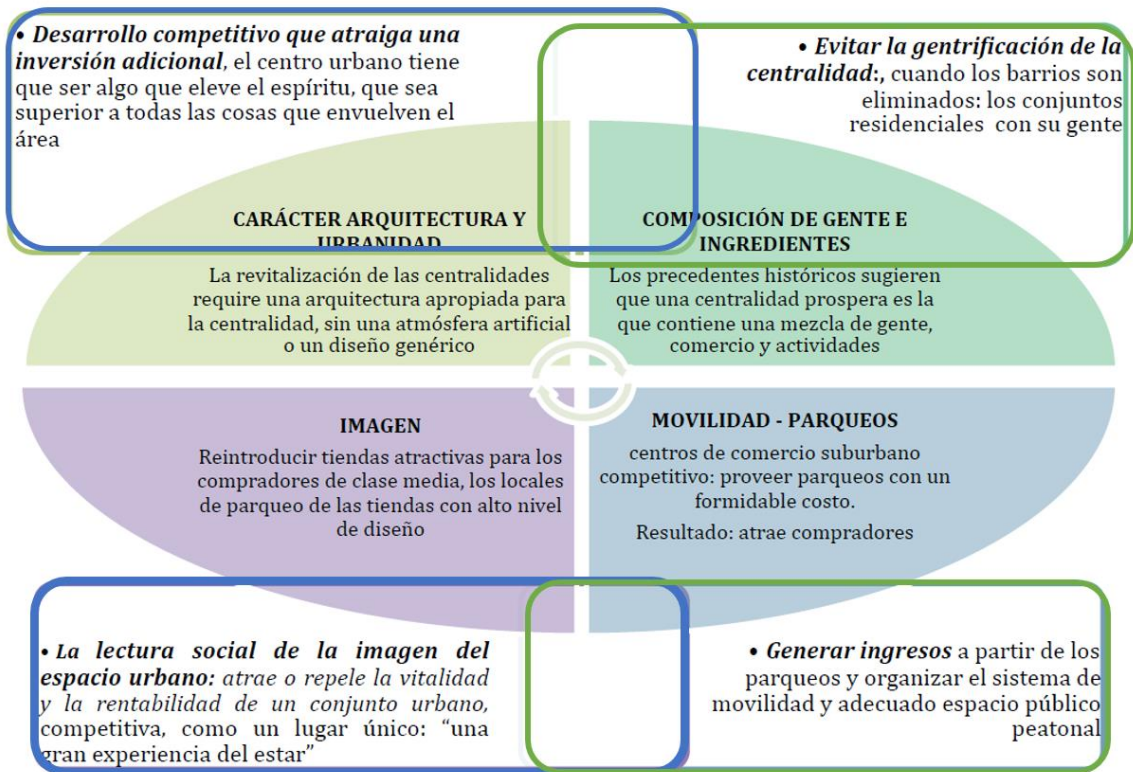 • Desarrollo competitivo que atraiga una
inversión adicional, el centro urbano tiene
que ser algo que eleve el espíritu, que sea
superior a todas las cosas que envuelven el
área
• Evitar la gentrificación de la
centralidad:, cuando los barrios son
eliminados: los conjuntos
residenciales con su gente
CARÁCTER ARQUITECTURA Y
URBANIDAD
La revitalización de las centralidades
require una arquitectura apropiada para
la centralidad, sin una atmósfera artificial
o un diseño genérico
COMPOSICIÓN DE GENTE E
INGREDIENTES
Los precedentes históricos sugieren
que una centralidad prospera es la
que contiene una mezcla de gente,
comercio y actividades
IMAGEN
Reintroducir tiendas atractivas para los
compradores de clase media, los locales
de parqueo de las tiendas con alto nivel
de diseño
MOVILIDAD - PARQUEOS
centros de comercio suburbano
competitivo: proveer parqueos con un
formidable costo.
Resultado: atrae compradores
• La lectura social de la imagen del
espacio urbano: atrae o repele la vitalidad
y la rentabilidad de un conjunto urbano,
competitiva, como un lugar único: “una
gran experiencia del estar”
• Generar ingresos a partir de los
parqueos y organizar el sistema de
movilidad y adecuado espacio público
peatonal